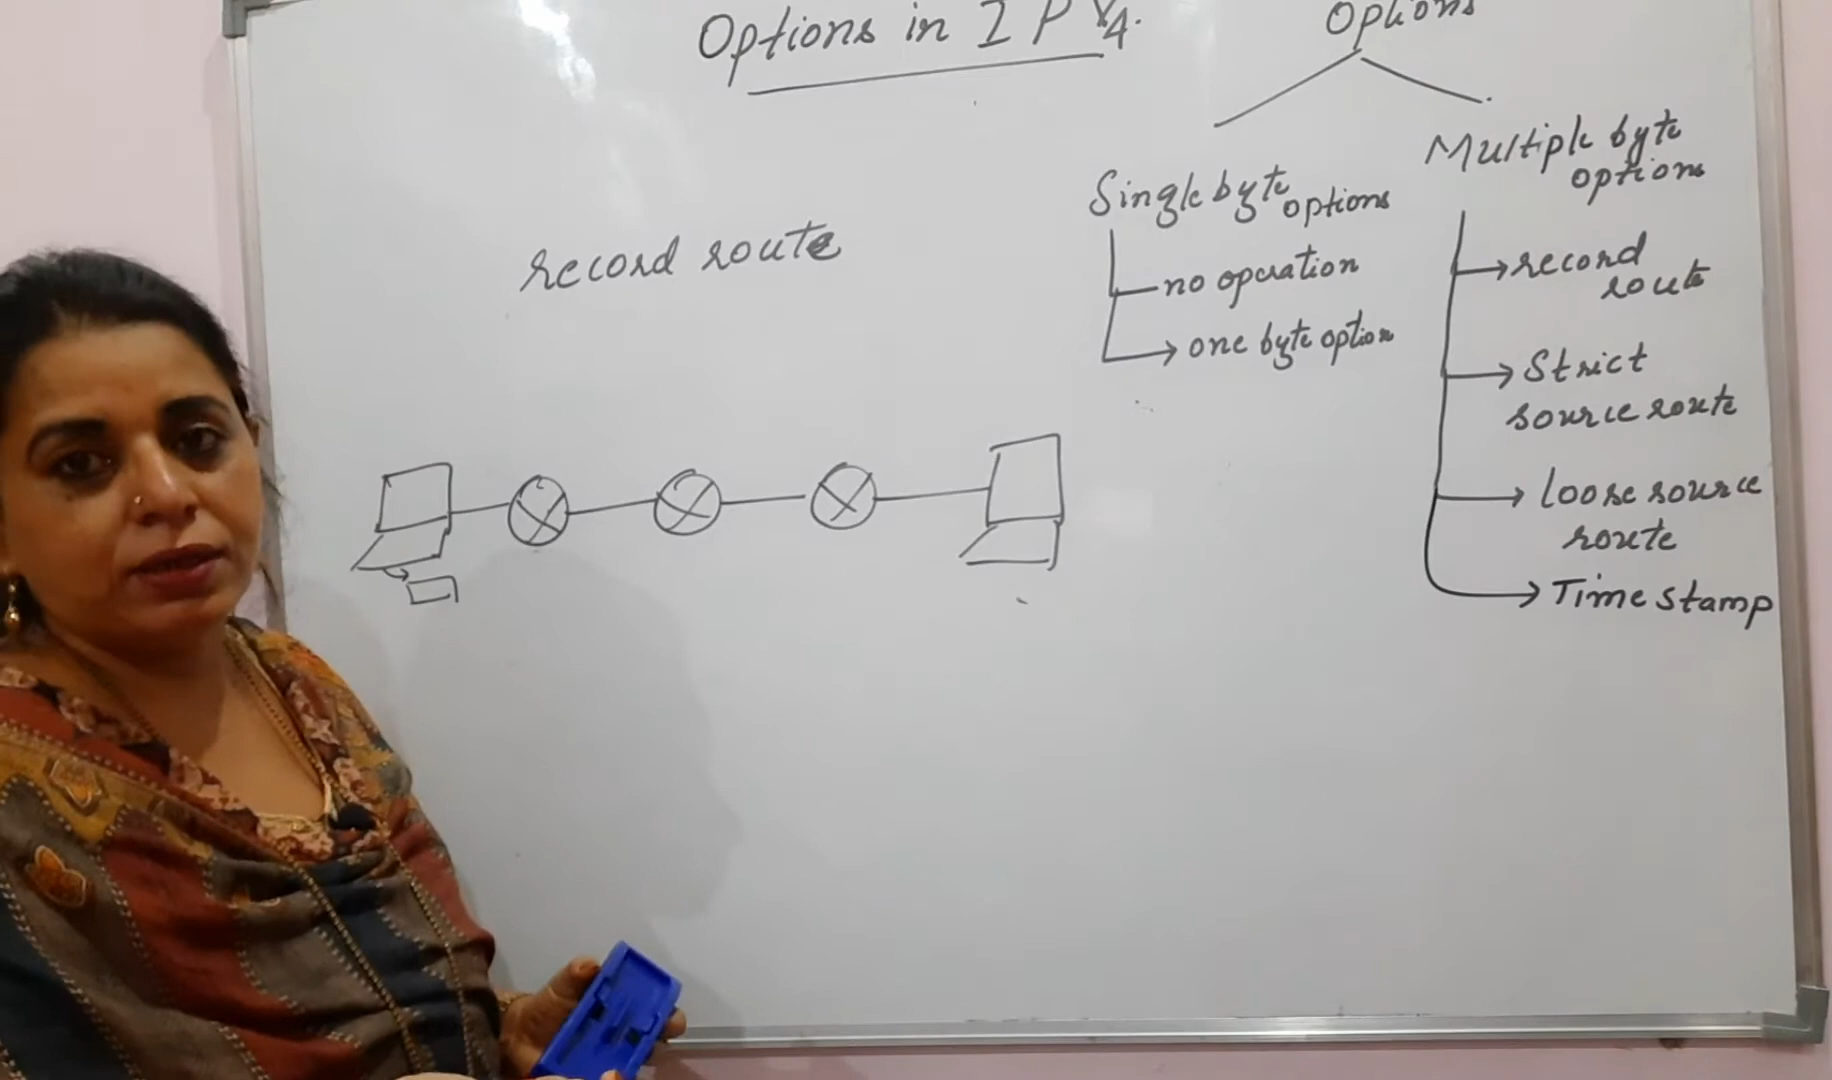 Options in IPV4.
Options
Single byte options
no operation
one byte option
Multiple byte
options
record
route
Strict
source route
loose source
route
Time stamp
record route